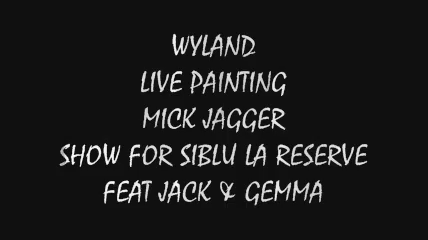 WYLAND
LIVE PAINTING
MICK JAGGER
SHOW FOR SIBLU LA RESERVE
FEAT JACK & GEMMA